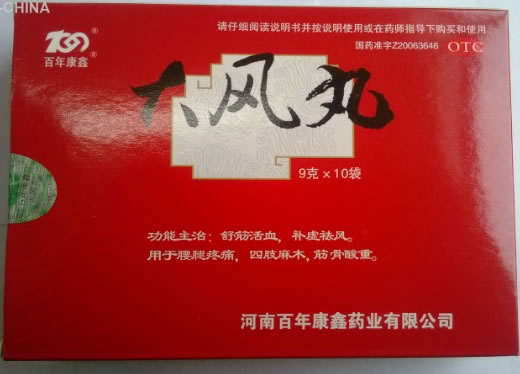 -CHINA
百年康鑫
请仔细阅读说明书并按说明使用或在药师指导下购买和使用
国药准字Z20063646 OTC
大风丸
9克×10袋
功能主治：舒筋活血，补虚祛风。
用于腰腿疼痛，四肢麻木，筋骨酸重。
河南百年康鑫药业有限公司